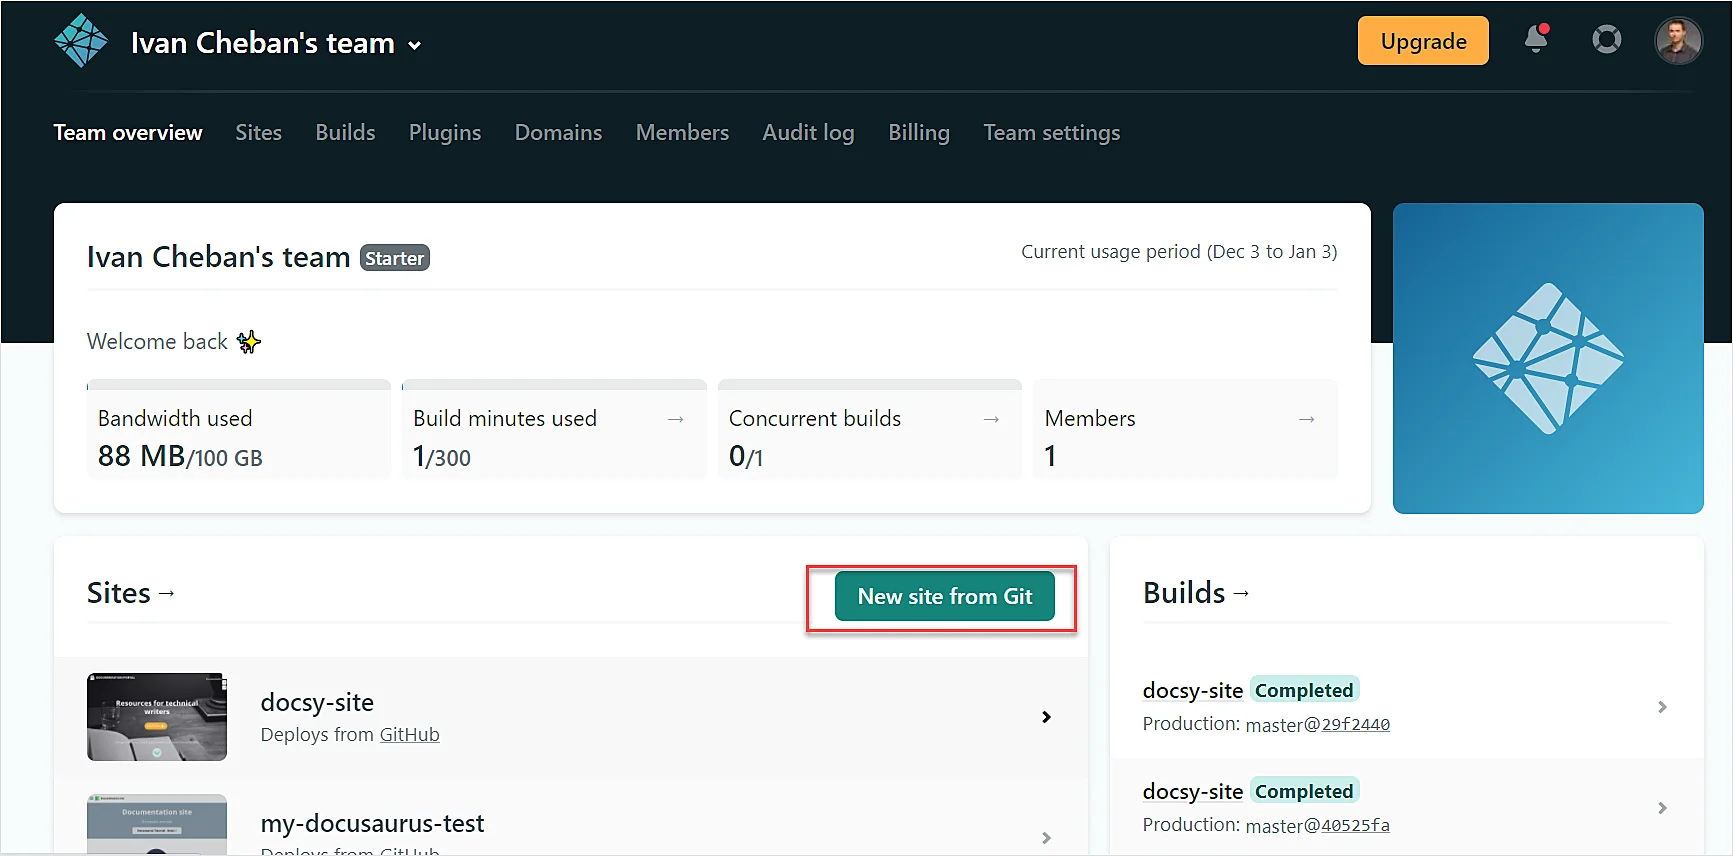 Ivan Cheban's team
Upgrade
Team overview Sites Builds Plugins Domains Members Audit log Billing Team settings
Ivan Cheban's team Starter
Current usage period (Dec 3 to Jan 3)
Welcome back
Bandwidth used
88 MB/100 GB
Build minutes used →
1/300
Concurrent builds →
0/1
Members →
1
Sites →
New site from Git
Resources for technical
writers
docsy-site
Deploys from GitHub
Documentation site
my-docusaurus-test
Deploys from GitHub
Builds →
docsy-site Completed
Production: master@29f2440
docsy-site Completed
Production: master@40525fa